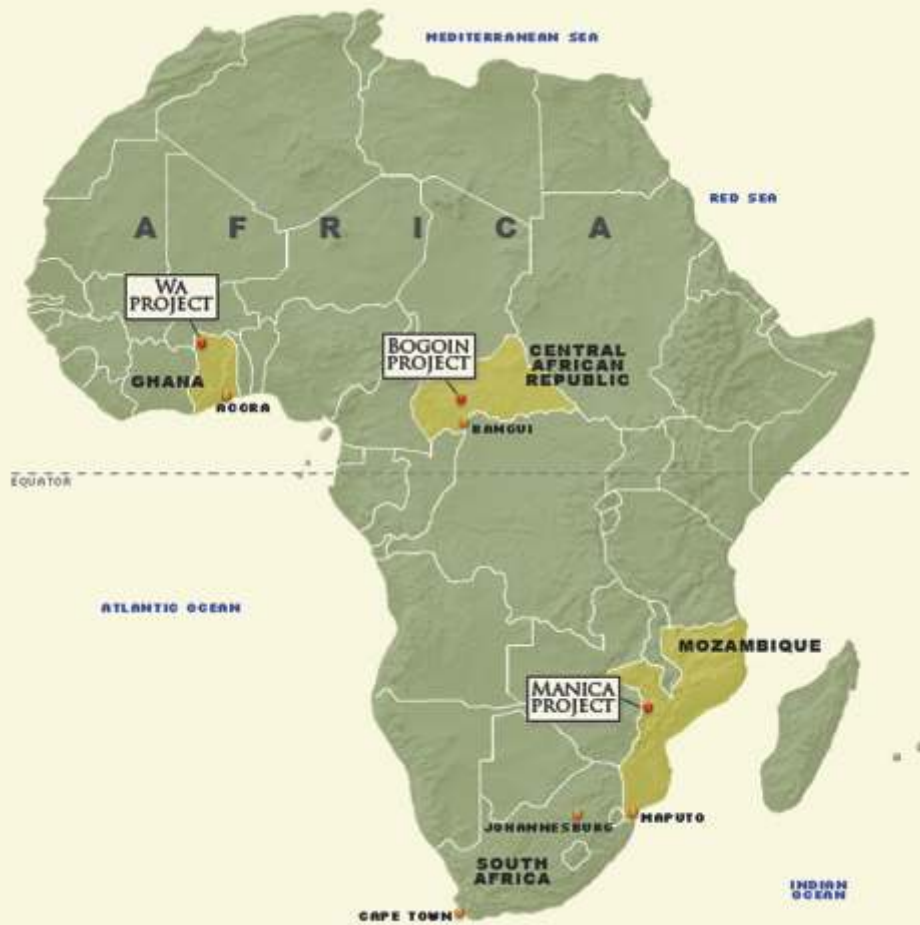 MEDITERRANEAN SEA
RED SEA
AFRICA
WA
PROJECT
BOGOIN
PROJECT
CENTRAL
AFRICAN
REPUBLIC
GHANA
ACCRA
BANGUI
EQUATOR
ATLANTIC OCEAN
MOZAMBIQUE
MANICA
PROJECT
MAPUTO
JOHANNESBURG
SOUTH
AFRICA
INDIAN
OCEAN
CAPE TOWN